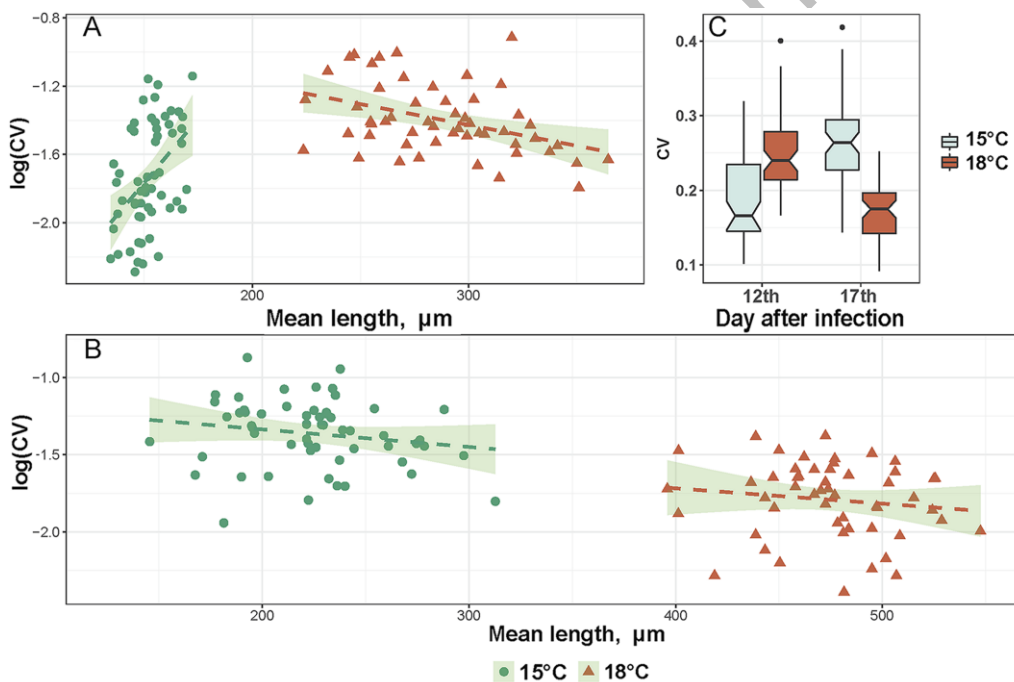 A
−0.8
−1.2
−1.6
−2.0
log(CV)
200
300
Mean length, μm
C
0.4
0.3
0.2
0.1
CV
12th
17th
Day after infection
15°C
18°C
B
−1.0
−1.5
−2.0
log(CV)
200
300
400
500
Mean length, μm
15°C
18°C